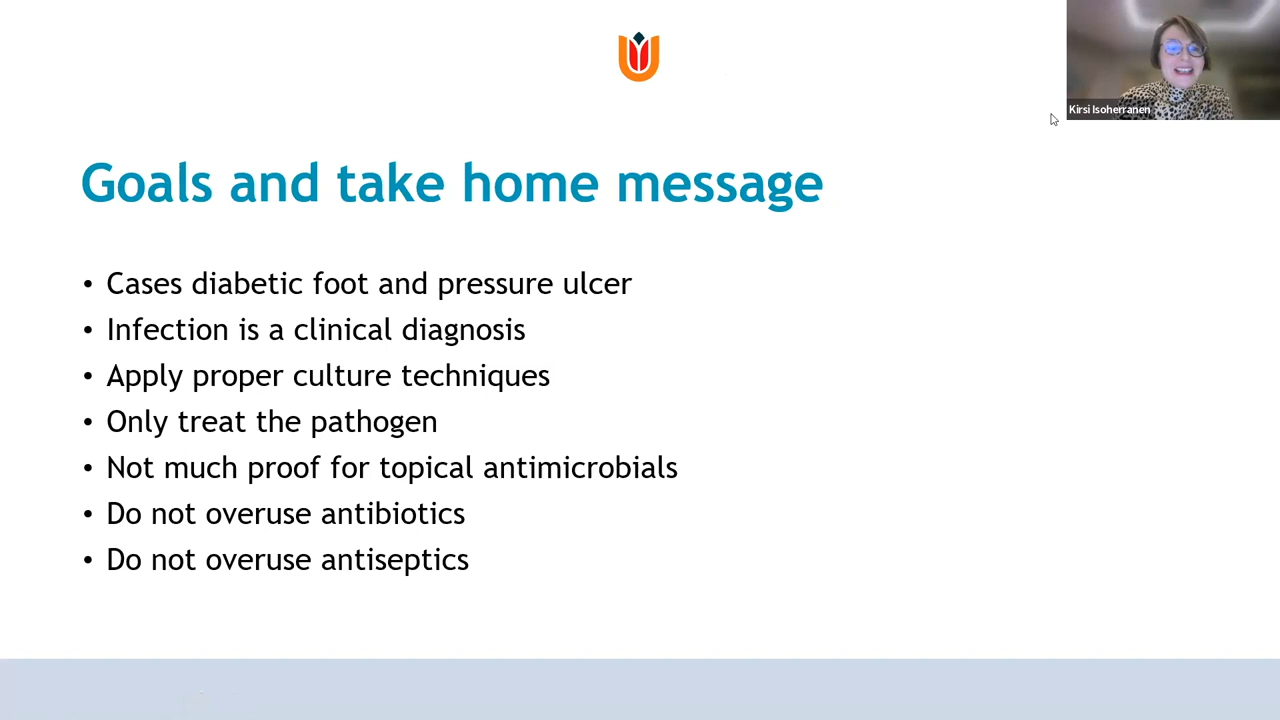 Kirsi Isoherranen
Goals and take home message
• Cases diabetic foot and pressure ulcer
• Infection is a clinical diagnosis
• Apply proper culture techniques
• Only treat the pathogen
• Not much proof for topical antimicrobials
• Do not overuse antibiotics
• Do not overuse antiseptics